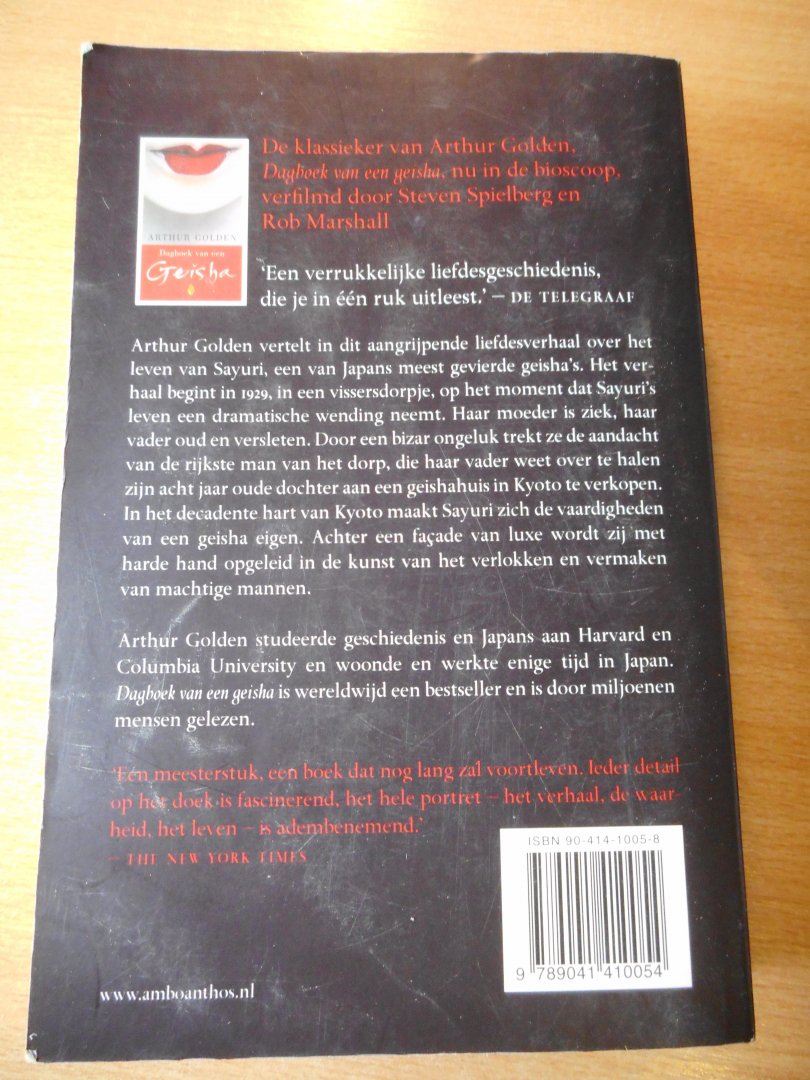 De klassieker van Arthur Golden,
Dagboek van een geisha, nu in de bioscoop,
verfilmd door Steven Spielberg en
Rob Marshall
ARTHUR GOLDEN
Dagboek van een
Geisha
‘Een verrukkelijke liefdesgeschiedenis,
die je in één ruk uitleest.’ – DE TELEGRAAF
Arthur Golden vertelt in dit aangrijpende liefdesverhaal over het
leven van Sayuri, een van Japans meest gevierde geisha's. Het ver-
haal begint in 1929, in een vissersdorpje, op het moment dat Sayuri's
leven een dramatische wending neemt. Haar moeder is ziek, haar
vader oud en versleten. Door een bizar ongeluk trekt ze de aandacht
van de rijkste man van het dorp, die haar vader weet over te halen
zijn acht jaar oude dochter aan een geishahuis in Kyoto te verkopen.
In het decadente hart van Kyoto maakt Sayuri zich de vaardigheden
van een geisha eigen. Achter een façade van luxe wordt zij met
harde hand opgeleid in de kunst van het verlokken en vermaken
van machtige mannen.
Arthur Golden studeerde geschiedenis en Japans aan Harvard en
Columbia University en woonde en werkte enige tijd in Japan.
Dagboek van een geisha is wereldwijd een bestseller en is door miljoenen
mensen gelezen.
‘Een meesterstuk, een boek dat nog lang zal voortleven. Ieder detail
op het doek is fascinerend, het hele portret – het verhaal, de waar-
heid, het leven – is adembenemend.’
– THE NEW YORK TIMES
ISBN 90-414-1005-8
9 789041 410054
www.amboanthos.nl